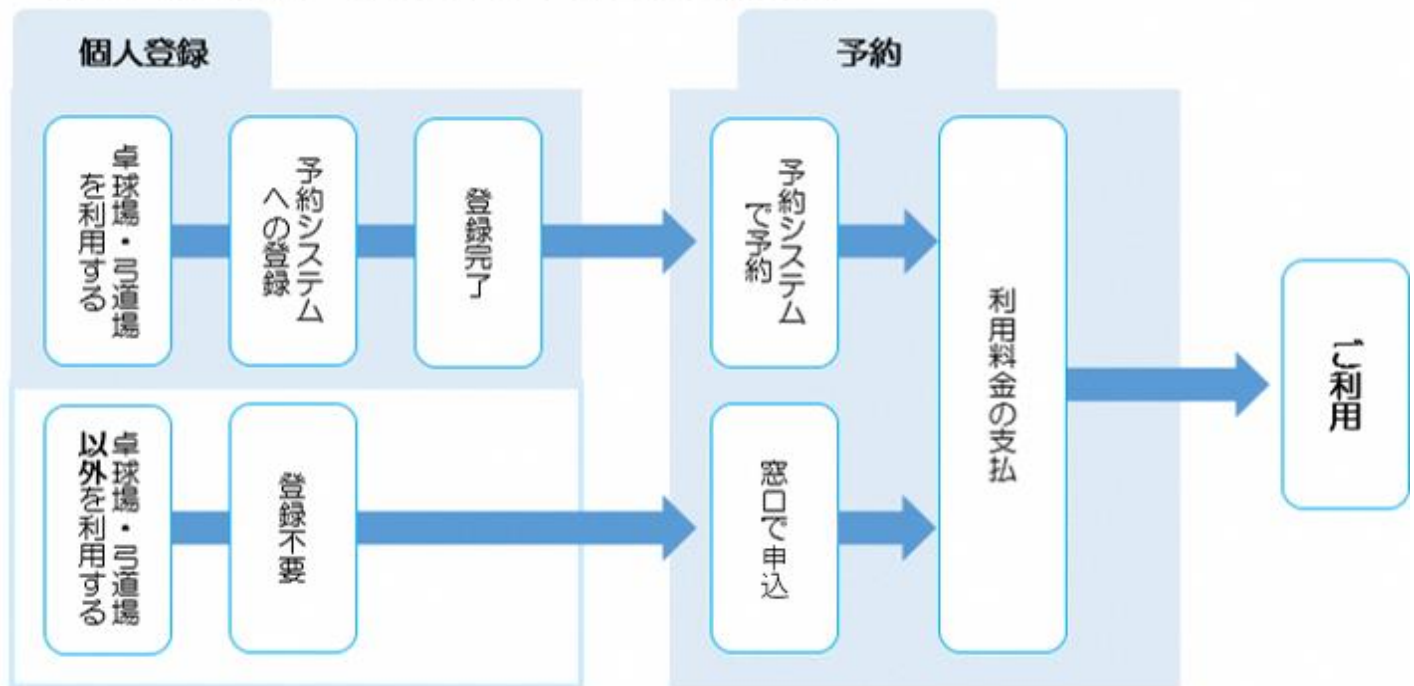 個人登録
予約
卓球場・弓道場
を利用する
予約システム
への登録
登録完了
予約システム
で予約
利用料金の支払
ご利用
卓球場・弓道場
以外を利用する
登録不要
窓口で申込